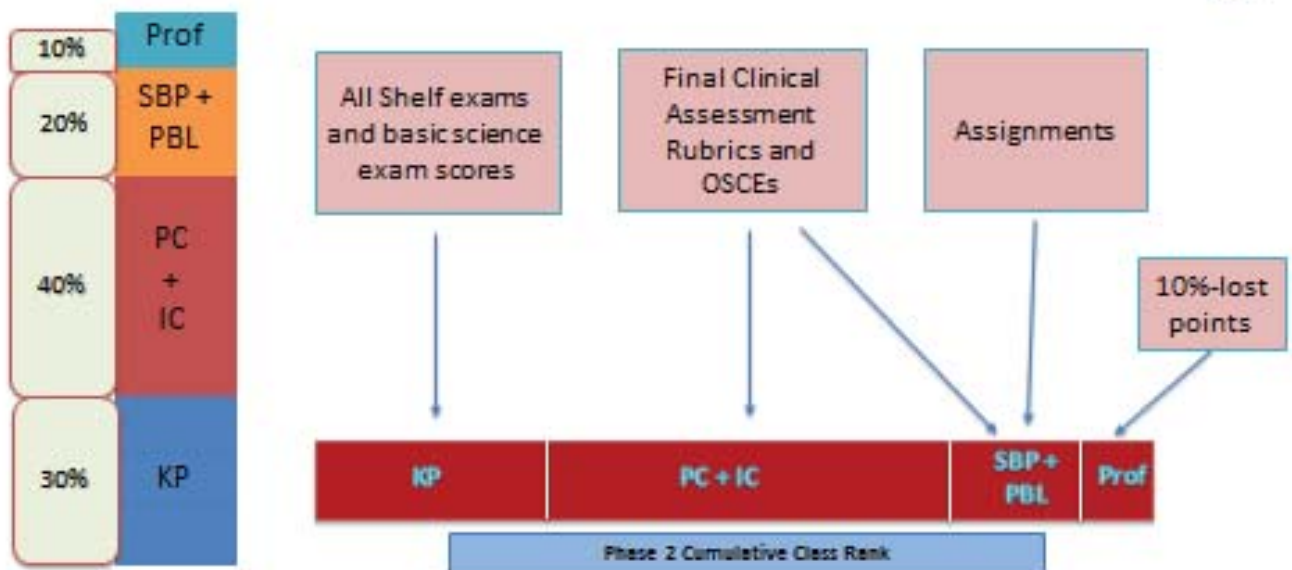 10%
Prof
20%
SBP +
PBL
40%
PC
+
IC
30%
KP
All Shelf exams
and basic science
exam scores
Final Clinical
Assessment
Rubrics and
OSCEs
Assignments
10%-lost
points
KP
PC + IC
SBP +
PBL
Prof
Phase 2 Cumulative Class Rank